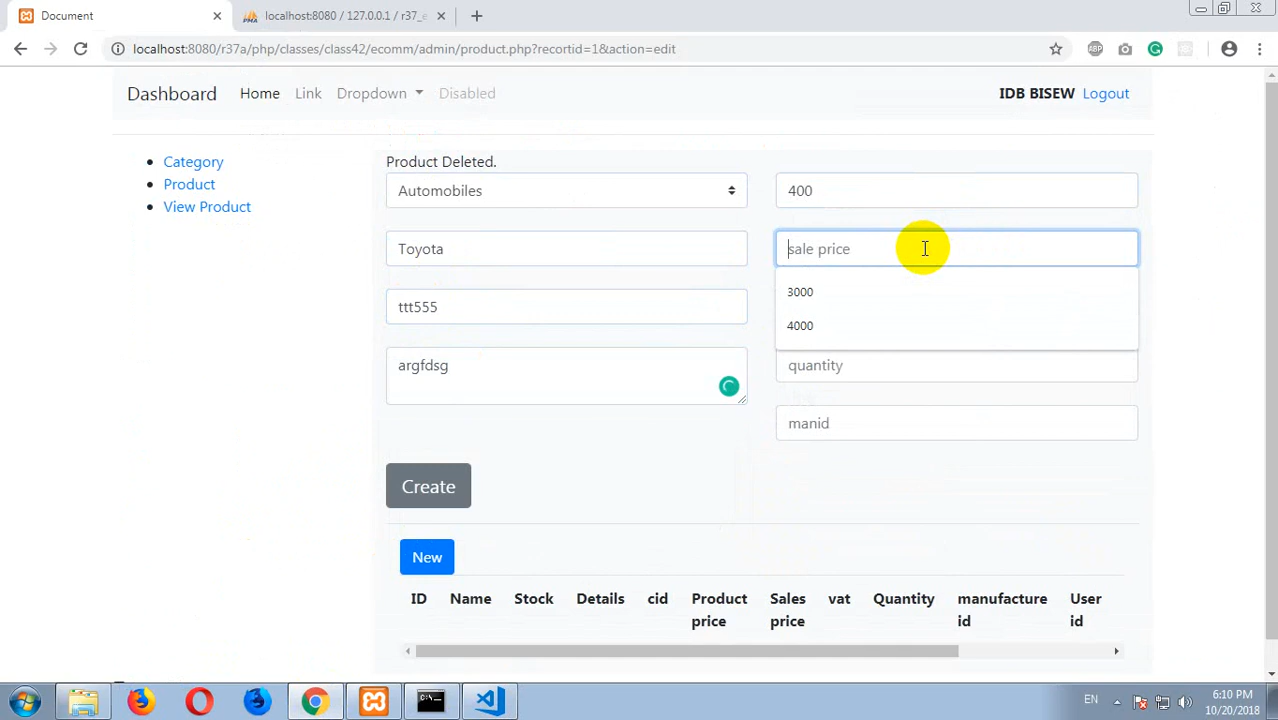 Document
localhost:8080 / 127.0.0.1 / r37_e
localhost:8080/r37a/php/classes/class42/ecomm/admin/product.php?recortid=1&action=edit
ABP
Dashboard Home Link Dropdown Disabled IDB BISEW Logout
Category
Product
View Product
Product Deleted.
Automobiles
400
Toyota
sale price
3000
4000
ttt555
argfdsg
quantity
manid
Create
New
ID Name Stock Details cid Product price Sales price vat Quantity manufacture id User id
EN
6:10 PM
10/20/2018